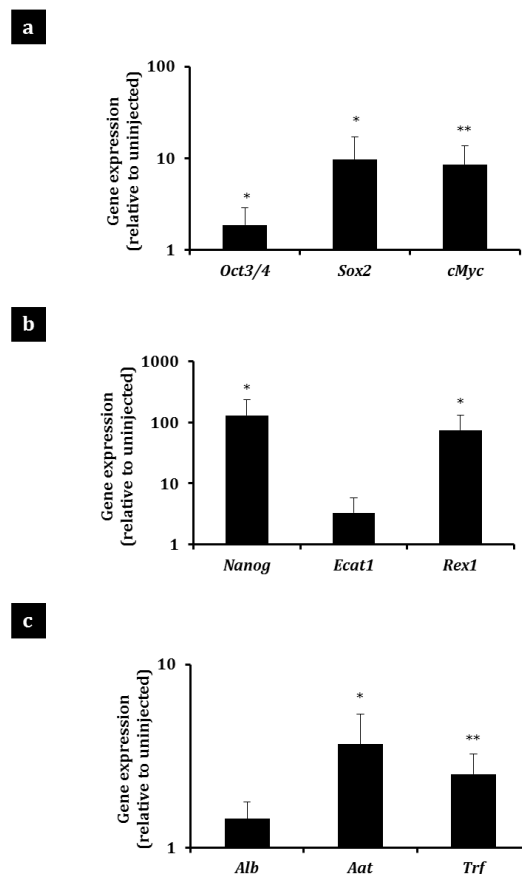 a
Gene expression
(relative to uninjected)
100
10
1
*
*
**
Oct3/4 Sox2 cMyc
b
Gene expression
(relative to uninjected)
1000
100
10
1
*
*
Nanog Ecat1 Rex1
c
Gene expression
(relative to uninjected)
10
1
*
**
Alb Aat Trf